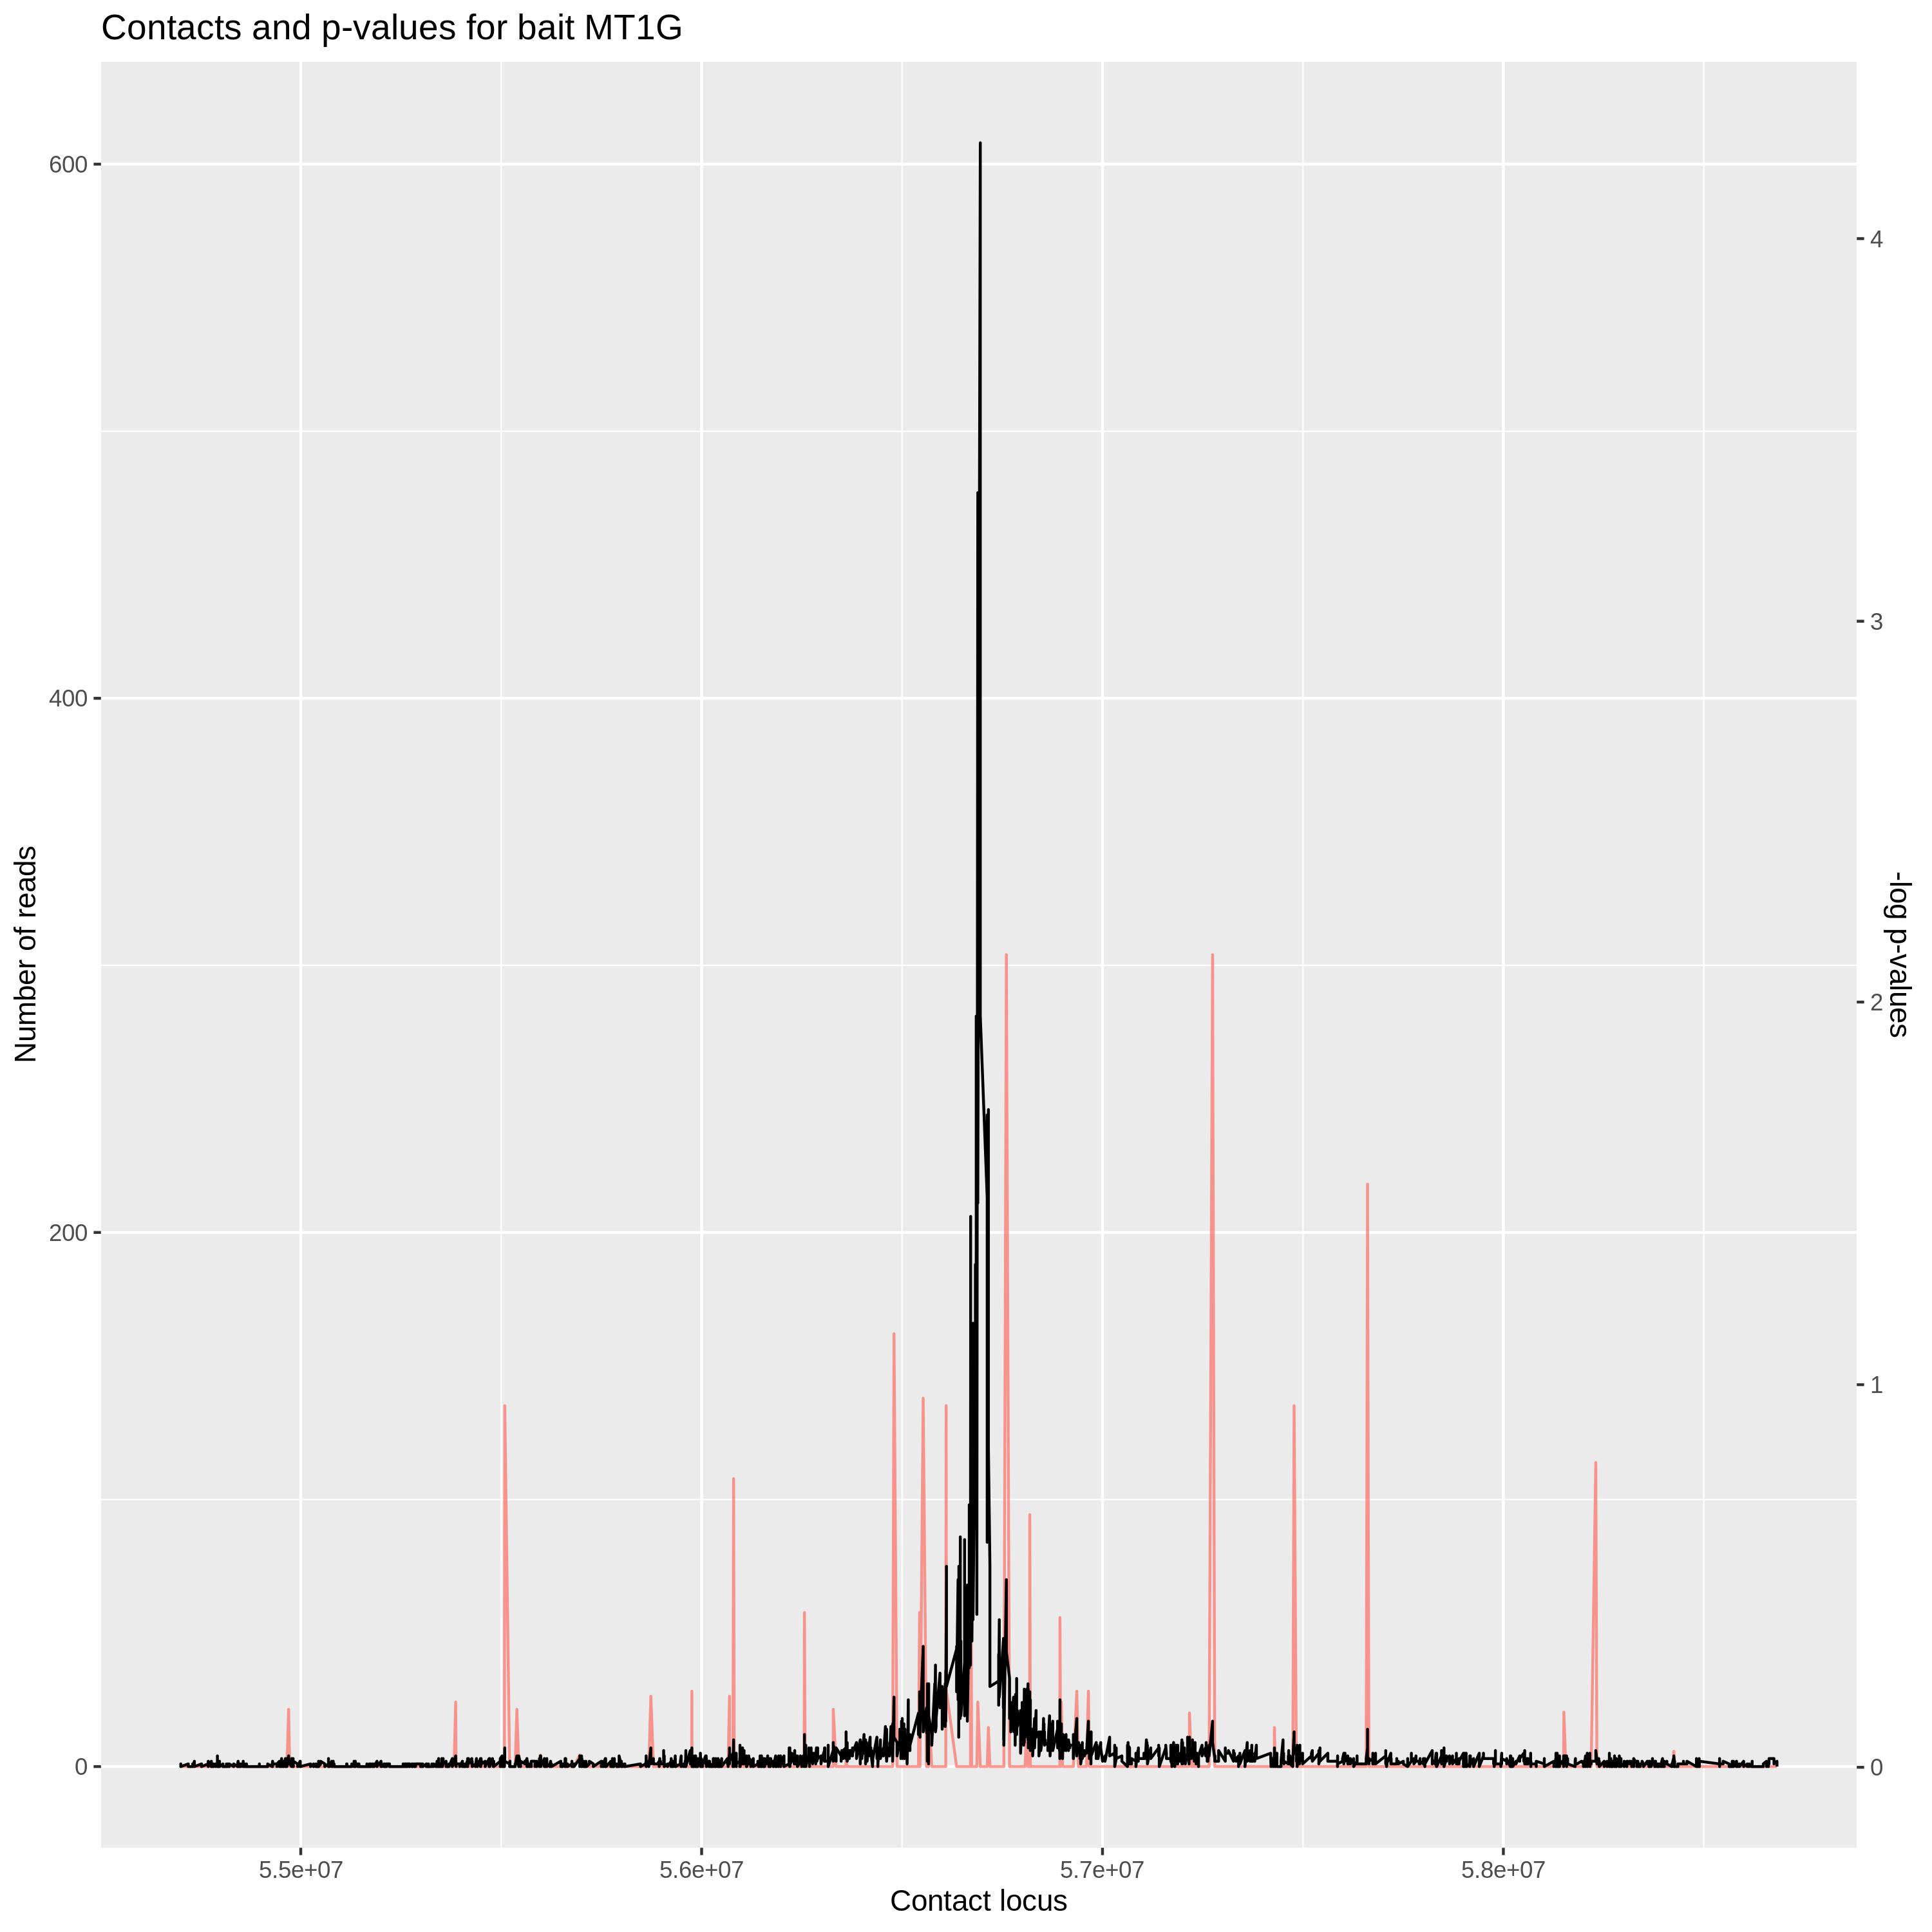 Contacts and p-values for bait MT1G
600
400
200
0
Number of reads
4
3
2
1
0
-log p-values
5.5e+07 5.6e+07 5.7e+07 5.8e+07
Contact locus